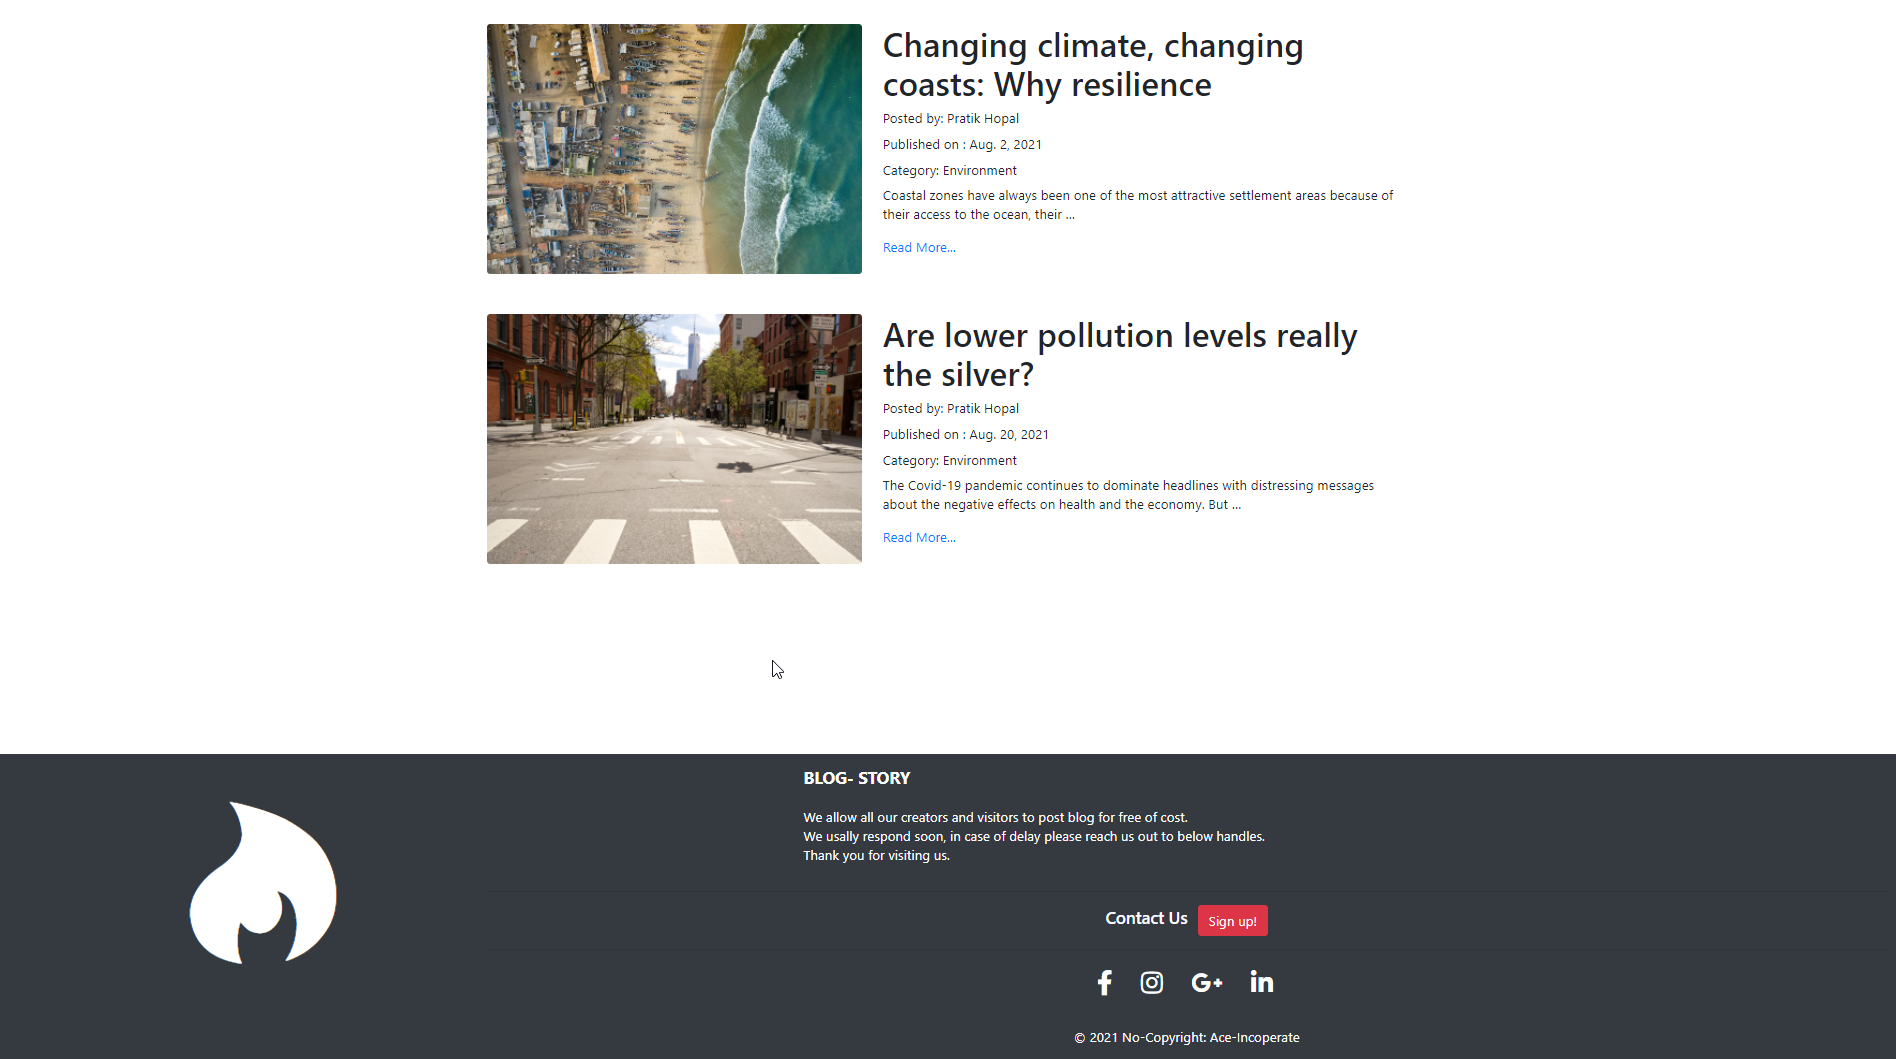 Changing climate, changing
coasts: Why resilience
Posted by: Pratik Hopal
Published on : Aug. 2, 2021
Category: Environment
Coastal zones have always been one of the most attractive settlement areas because of
their access to the ocean, their ...
Read More...
Are lower pollution levels really
the silver?
Posted by: Pratik Hopal
Published on : Aug. 20, 2021
Category: Environment
The Covid-19 pandemic continues to dominate headlines with distressing messages
about the negative effects on health and the economy. But ...
Read More...
BLOG- STORY
We allow all our creators and visitors to post blog for free of cost.
We usally respond soon, in case of delay please reach us out to below handles.
Thank you for visiting us.
Contact Us Sign up!
© 2021 No-Copyright: Ace-Incoperate